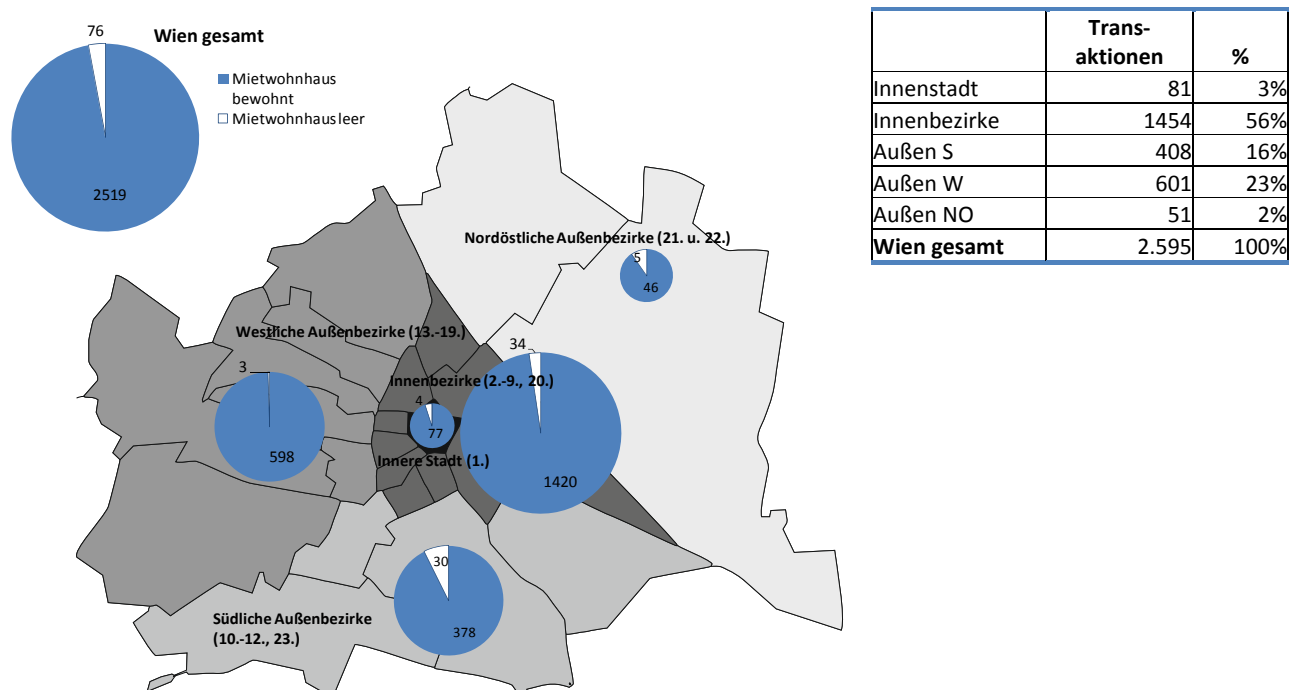 76
Wien gesamt
Mietwohnhaus
bewohnt
Mietwohnhaus leer
2519
Nordöstliche Außenbezirke (21. u. 22.)
5
46
Westliche Außenbezirke (13.-19.)
34
3
Innenbezirke (2.-9., 20.)
4
77
598
Innere Stadt (1.)
1420
30
Südliche Außenbezirke
(10.-12., 23.)
378
Trans-
aktionen %
Innenstadt 81 3%
Innenbezirke 1454 56%
Außen S 408 16%
Außen W 601 23%
Außen NO 51 2%
Wien gesamt 2.595 100%